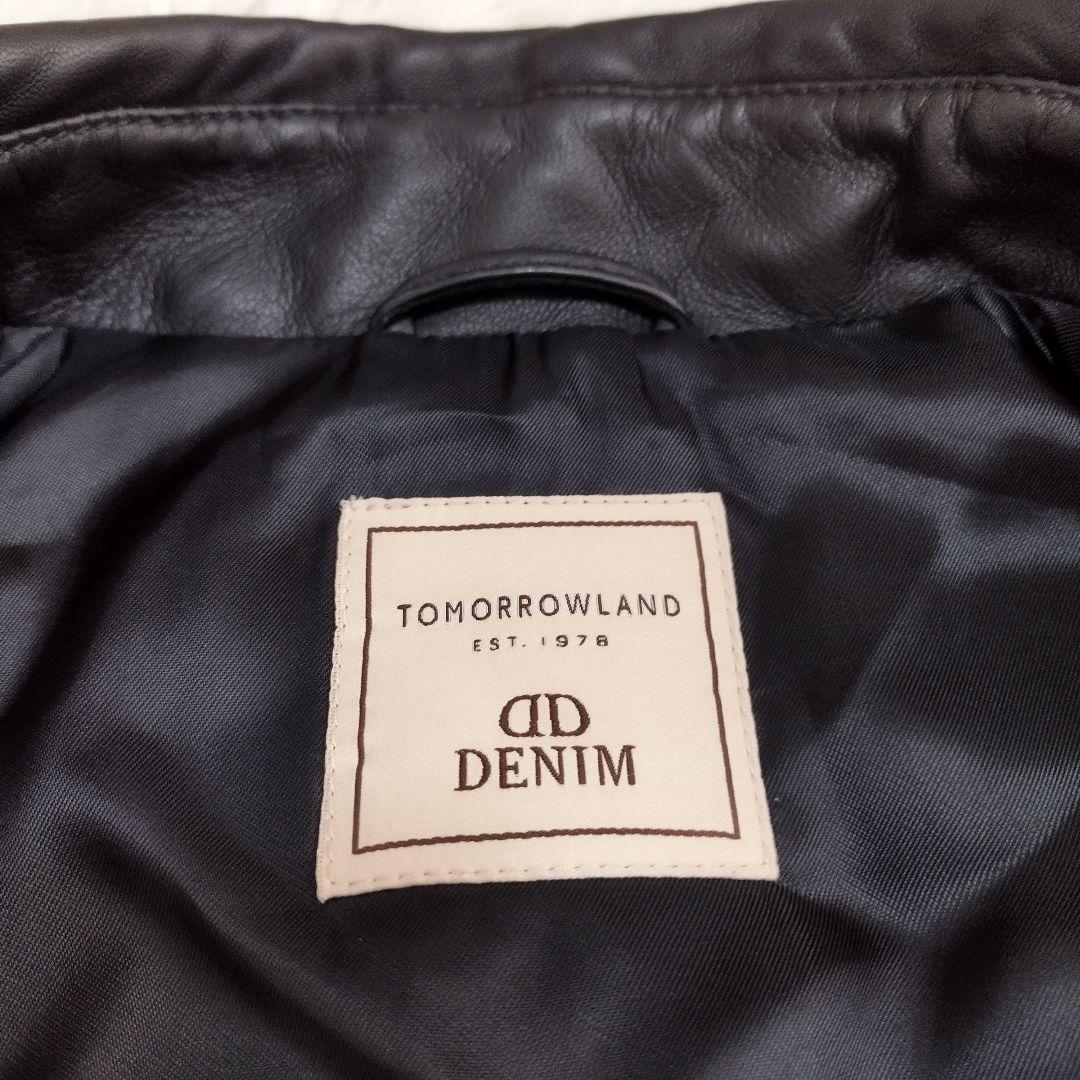 TOMORROWLAND
EST. 1978
DD
DENIM